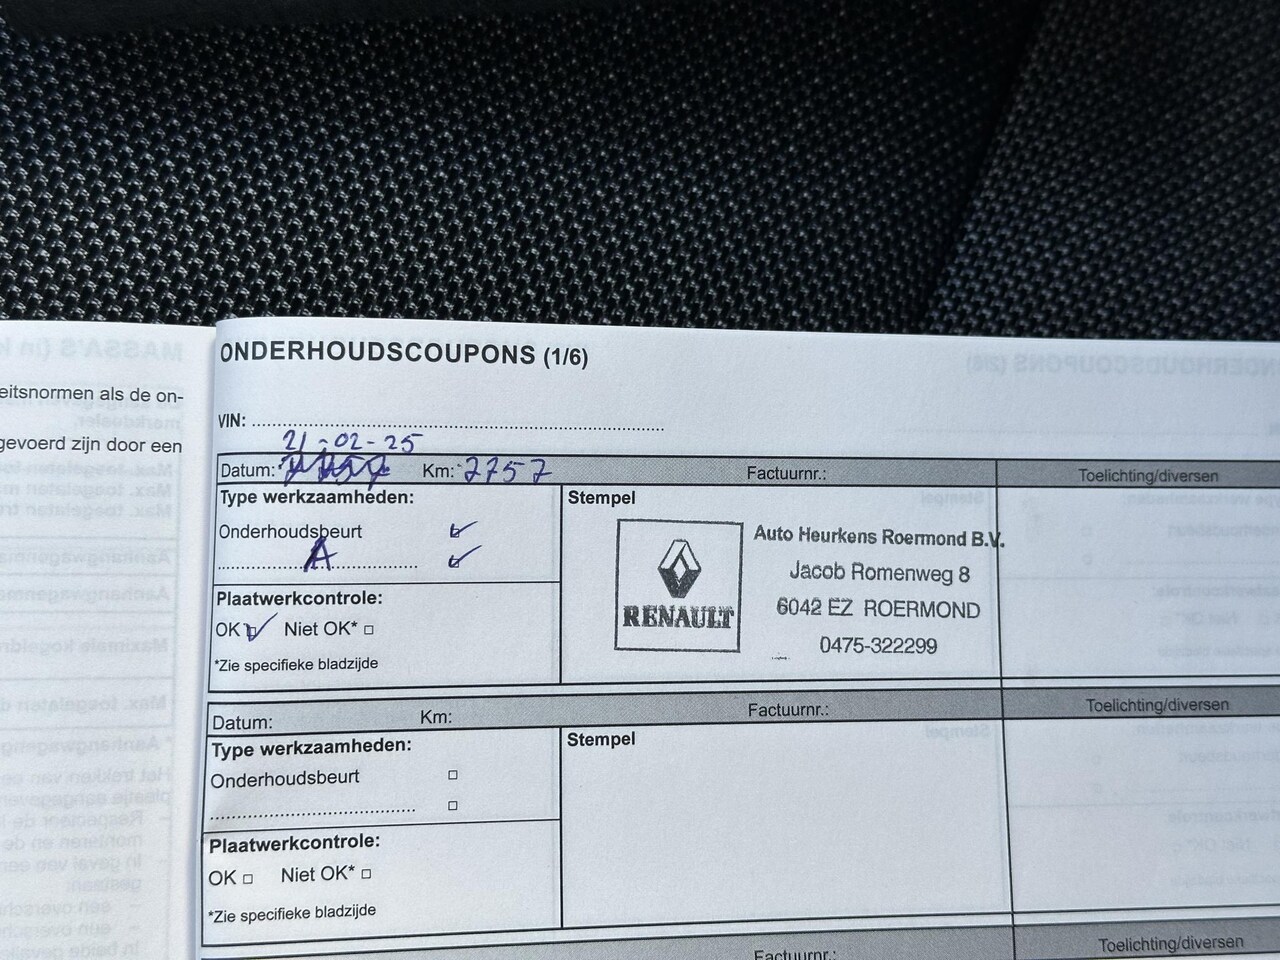 eitsnormen als de on-
gevoerd zijn door een
ONDERHOUDSCOUPONS (1/6)
VIN:
21-02-25
Datum: Km: 2757 Factuurnr.: Toelichting/diversen
Type werkzaamheden: Stempel
Onderhoudsbeurt
A
Plaatwerkcontrole:
OK Niet OK*
*Zie specifieke bladzijde
RENAULT
Auto Heurkens Roermond B.V.
Jacob Romenweg 8
6042 EZ ROERMOND
0475-322299
Datum: Km: Factuurnr.: Toelichting/diversen
Type werkzaamheden: Stempel
Onderhoudsbeurt
Plaatwerkcontrole:
OK Niet OK*
*Zie specifieke bladzijde
Factuurnr.: Toelichting/diversen